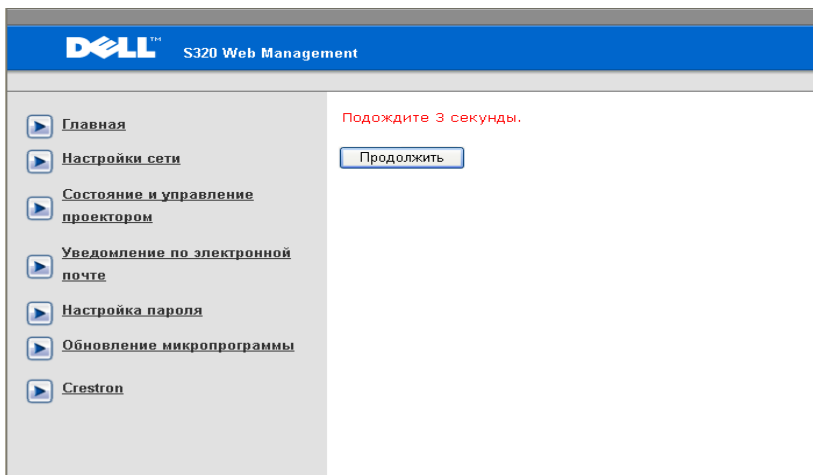 DELL™ S320 Web Management
Главная
Настройки сети
Состояние и управление
проектором
Уведомление по электронной
почте
Настройка пароля
Обновление микропрограммы
Crestron
Подождите 3 секунды.
Продолжить